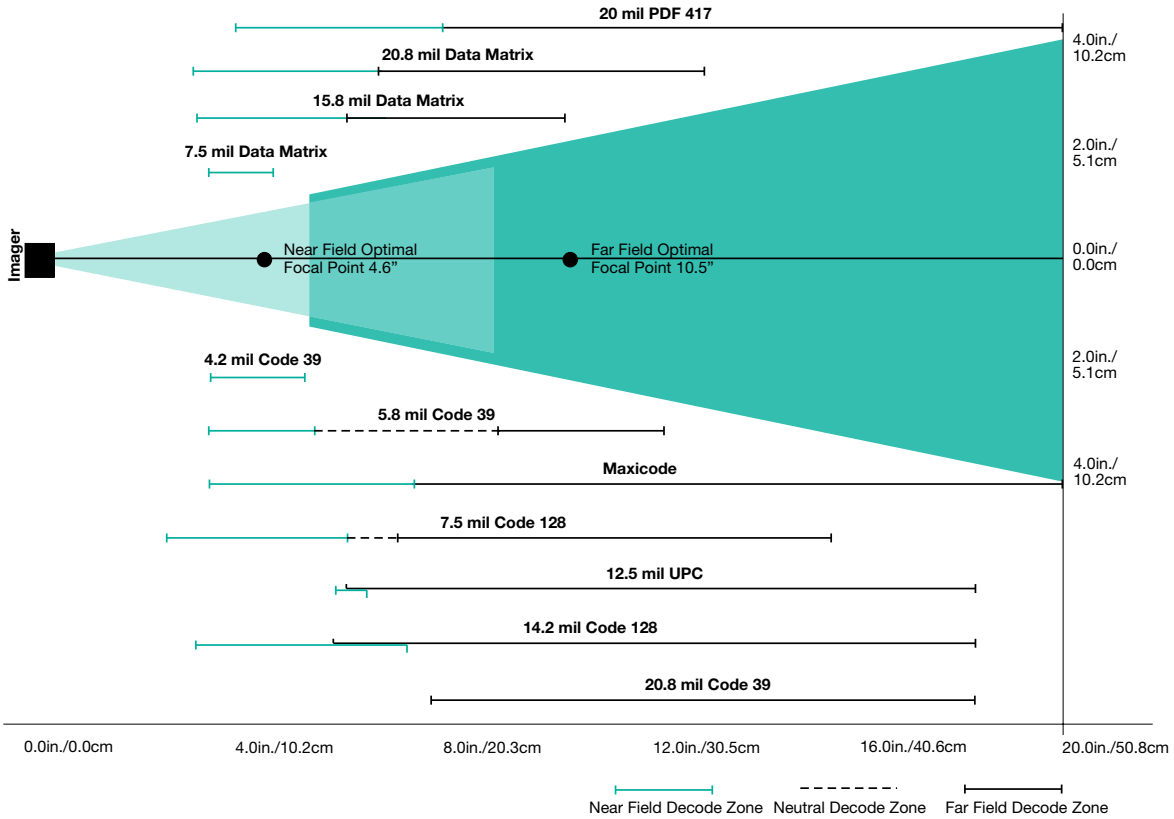 20 mil PDF 417
4.0in./
10.2cm
20.8 mil Data Matrix
15.8 mil Data Matrix
7.5 mil Data Matrix
2.0in./
5.1cm
Imager
Near Field Optimal
Focal Point 4.6”
Far Field Optimal
Focal Point 10.5”
0.0in./
0.0cm
4.2 mil Code 39
2.0in./
5.1cm
5.8 mil Code 39
Maxicode
4.0in./
10.2cm
7.5 mil Code 128
12.5 mil UPC
14.2 mil Code 128
20.8 mil Code 39
0.0in./0.0cm
4.0in./10.2cm
8.0in./20.3cm
12.0in./30.5cm
16.0in./40.6cm
20.0in./50.8cm
Near Field Decode Zone
Neutral Decode Zone
Far Field Decode Zone